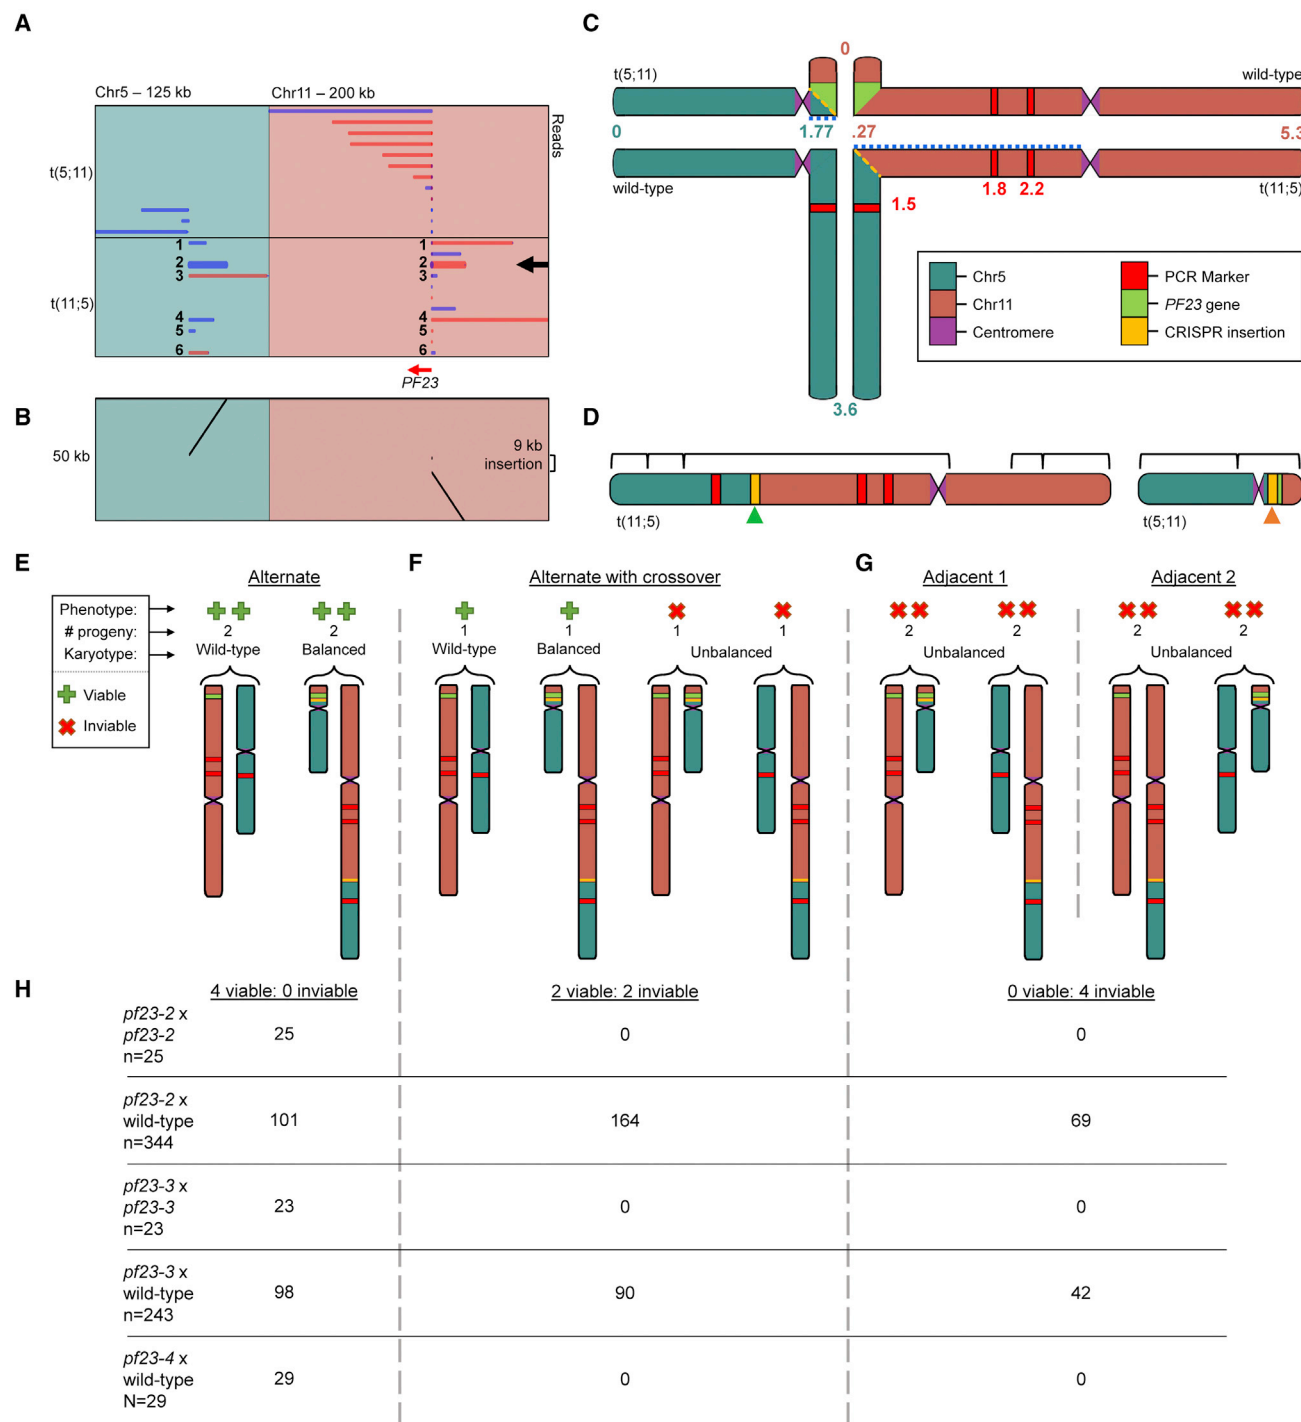 A
Chr5 – 125 kb
Chr11 – 200 kb
Reads
t(5;11)
t(11;5)
1
2
3
4
5
6
1
2
3
4
5
6
PF23
B
50 kb
9 kb
insertion
C
0
t(5;11)
wild-type
0
1.77
.27
5.3
wild-type
t(11;5)
1.8
2.2
1.5
3.6
Chr5
Chr11
Centromere
PCR Marker
PF23 gene
CRISPR insertion
D
t(11;5)
t(5;11)
E
Alternate
Phenotype:
# progeny:
Karyotype:
Viable
Inviable
2
2
Wild-type
Balanced
F
Alternate with crossover
1
1
1
1
Wild-type
Balanced
Unbalanced
G
Adjacent 1
Adjacent 2
2
2
2
2
Unbalanced
Unbalanced
H
4 viable: 0 inviable
2 viable: 2 inviable
0 viable: 4 inviable
pf23-2 x
pf23-2
n=25
25
0
0
pf23-2 x
wild-type
n=344
101
164
69
pf23-3 x
pf23-3
n=23
23
0
0
pf23-3 x
wild-type
n=243
98
90
42
pf23-4 x
wild-type
N=29
29
0
0